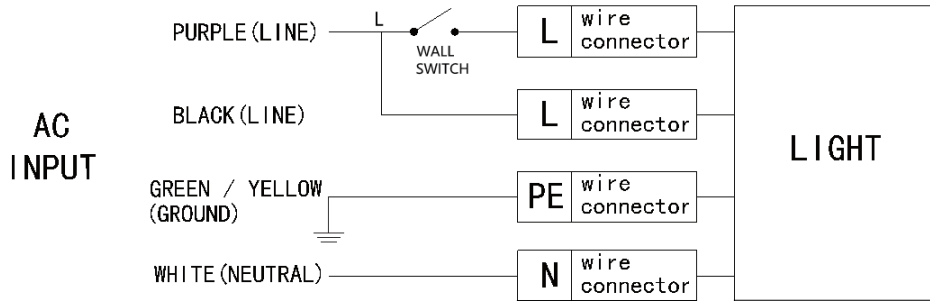 AC
INPUT
PURPLE(LINE)
L
WALL
SWITCH
L
wire
connector
BLACK(LINE)
L
wire
connector
GREEN / YELLOW
(GROUND)
PE
wire
connector
WHITE(NEUTRAL)
N
wire
connector
LIGHT